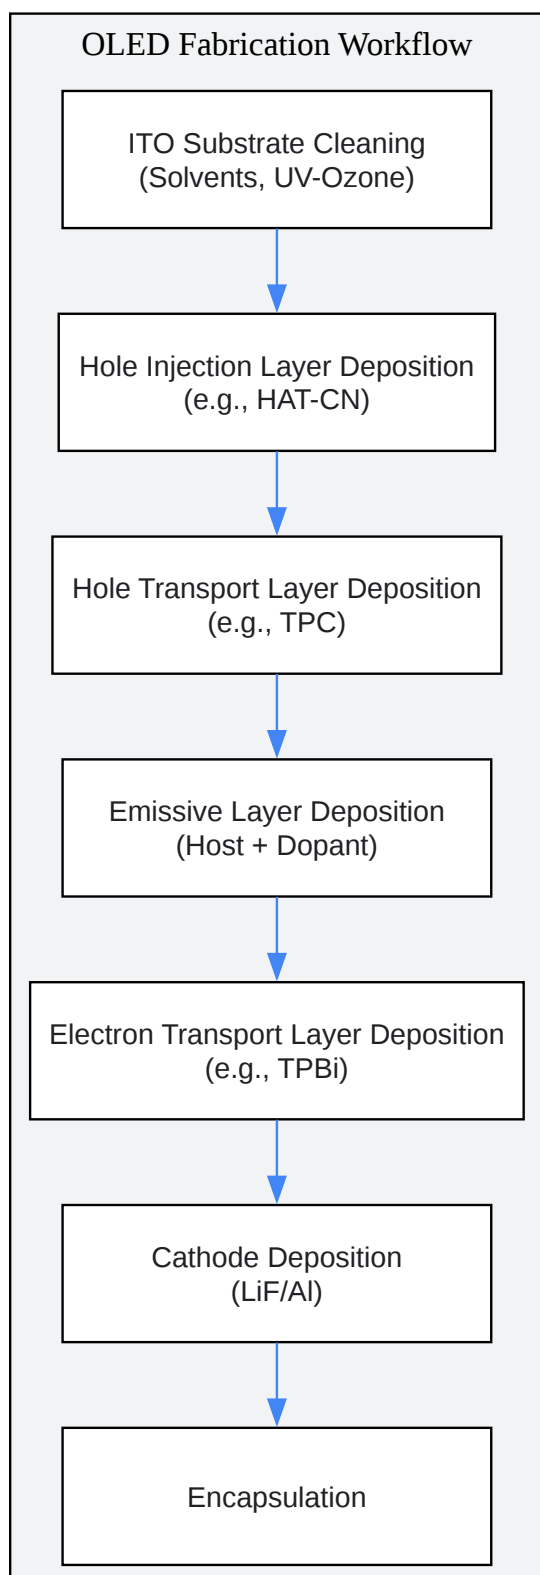 OLED Fabrication Workflow
ITO Substrate Cleaning
(Solvents, UV-Ozone)
Hole Injection Layer Deposition
(e.g., HAT-CN)
Hole Transport Layer Deposition
(e.g., TPC)
Emissive Layer Deposition
(Host + Dopant)
Electron Transport Layer Deposition
(e.g., TPBi)
Cathode Deposition
(LiF/Al)
Encapsulation